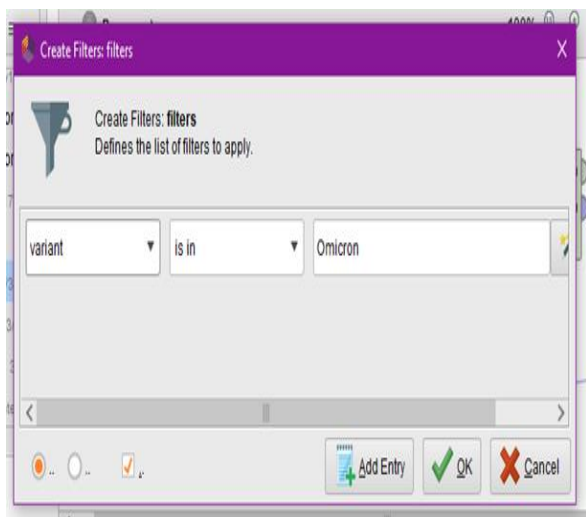 Create Filters: filters
X
Create Filters: filters
Defines the list of filters to apply.
variant
is in
Omicron
..
..
..
Add Entry
OK
Cancel